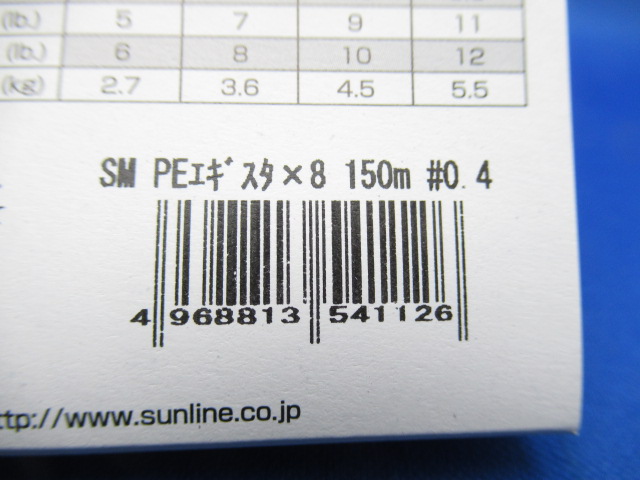 (lb.) 5 7 9 11
(lb.) 6 8 10 12
(kg) 2.7 3.6 4.5 5.5
SM PEｴｷﾞｽﾀ×8 150m #0.4
4 968813 541126
http://www.sunline.co.jp